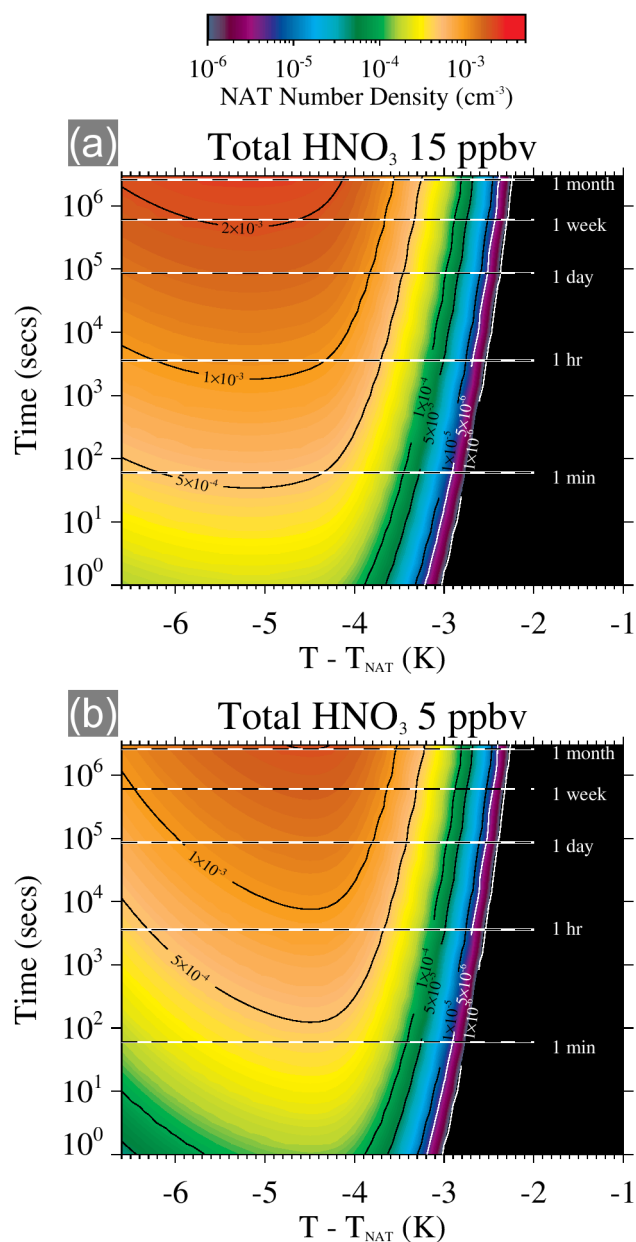 10⁻⁶ 10⁻⁵ 10⁻⁴ 10⁻³
NAT Number Density (cm⁻³)
(a) Total HNO₃ 15 ppbv
10⁶
10⁵
10⁴
10³
10²
10¹
10⁰
Time (secs)
1 month
1 week
1 day
1 hr
1 min
2×10⁻³
1×10⁻³
5×10⁻⁴
1×10⁻⁴
5×10⁻⁵
1×10⁻⁵
5×10⁻⁶
1×10⁻⁶
-6 -5 -4 -3 -2 -1
T - T_NAT (K)
(b) Total HNO₃ 5 ppbv
10⁶
10⁵
10⁴
10³
10²
10¹
10⁰
Time (secs)
1 month
1 week
1 day
1 hr
1 min
1×10⁻³
5×10⁻⁴
1×10⁻⁴
5×10⁻⁵
1×10⁻⁵
5×10⁻⁶
1×10⁻⁶
-6 -5 -4 -3 -2 -1
T - T_NAT (K)